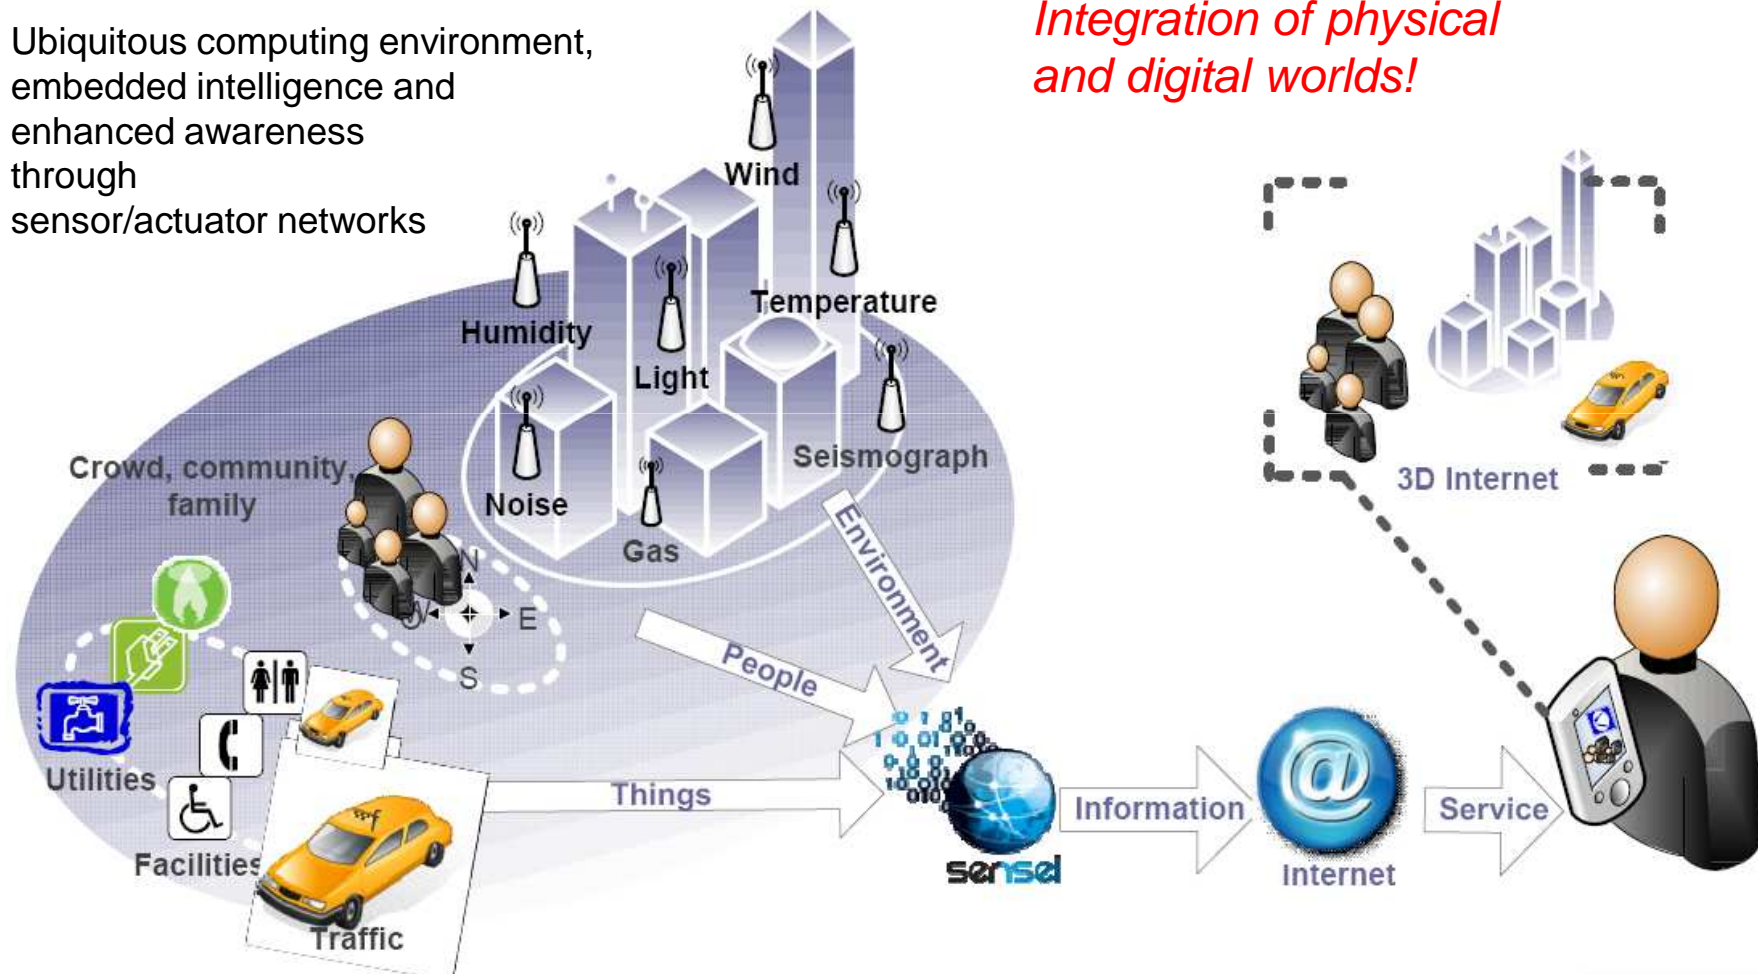 Ubiquitous computing environment,
embedded intelligence and
enhanced awareness
through
sensor/actuator networks
Integration of physical
and digital worlds!
Wind
Humidity
Temperature
Light
Noise
Seismograph
Gas
Crowd, community,
family
N
W
E
S
Utilities
Facilities
Traffic
Environment
People
Things
sensei
Information
@
Internet
Service
3D Internet